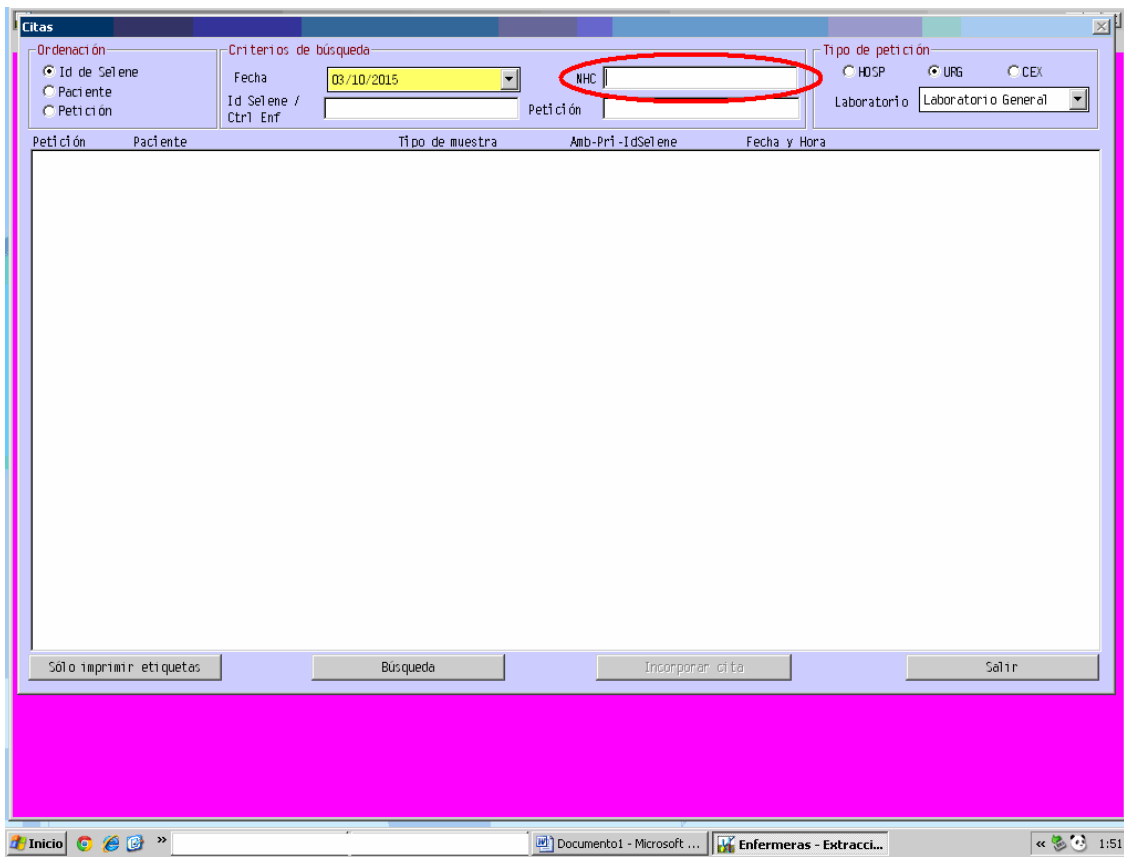 Citas
Ordenación
Id de Selene
Paciente
Petición
Criterios de búsqueda
Fecha 03/10/2015 NHC
Id Selene / Ctrl Enf Petición
Tipo de petición
HOSP URG CEX
Laboratorio Laboratorio General
Petición Paciente Tipo de muestra Amb-Pri-IdSelene Fecha y Hora
Sólo imprimir etiquetas Búsqueda Incorporar cita Salir
Inicio » Documento1 - Microsoft ... Enfermeras - Extracci... « 1:51